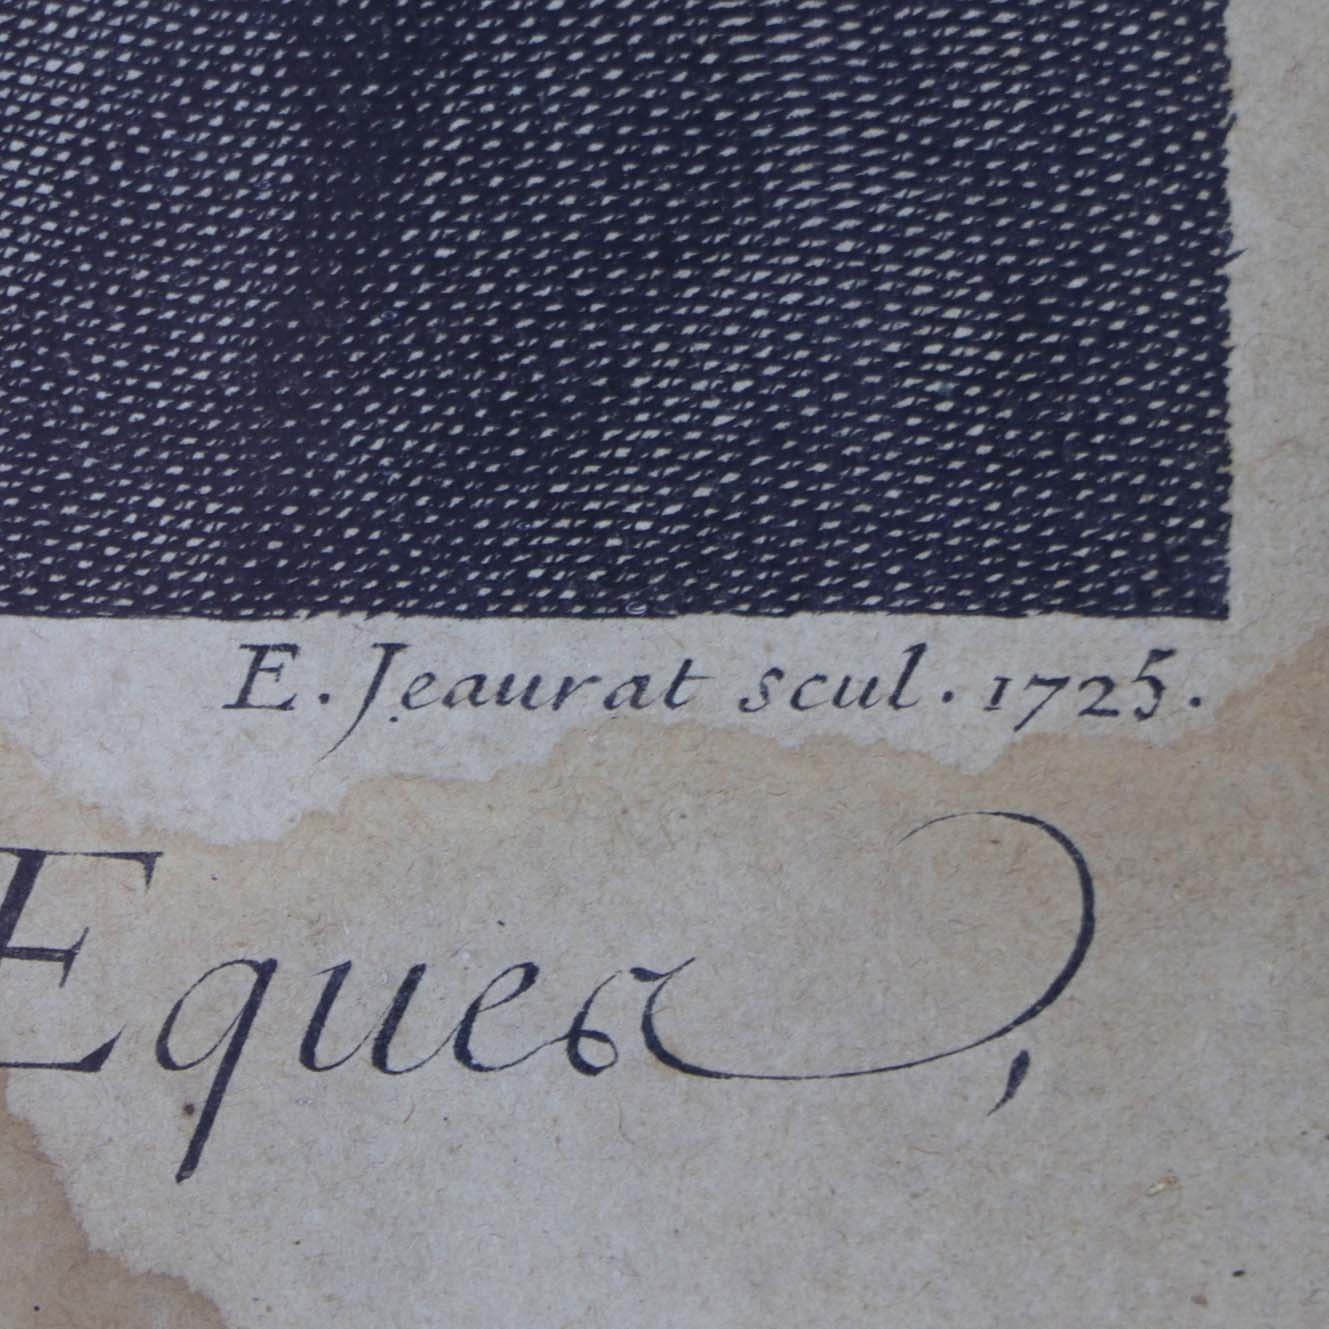 E. Jeaurat scul. 1725.
Eques,